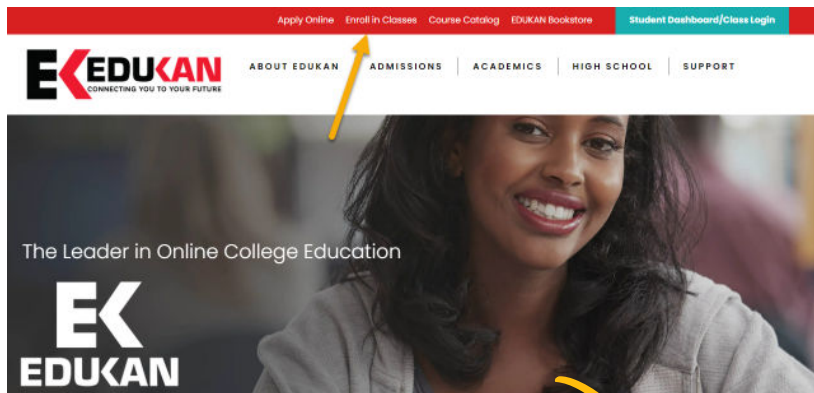 Apply Online Enroll in Classes Course Catalog EDUKAN Bookstore Student Dashboard/Class Login
EK EDUKAN
CONNECTING YOU TO YOUR FUTURE
ABOUT EDUKAN ADMISSIONS ACADEMICS HIGH SCHOOL SUPPORT
The Leader in Online College Education
EK
EDUKAN